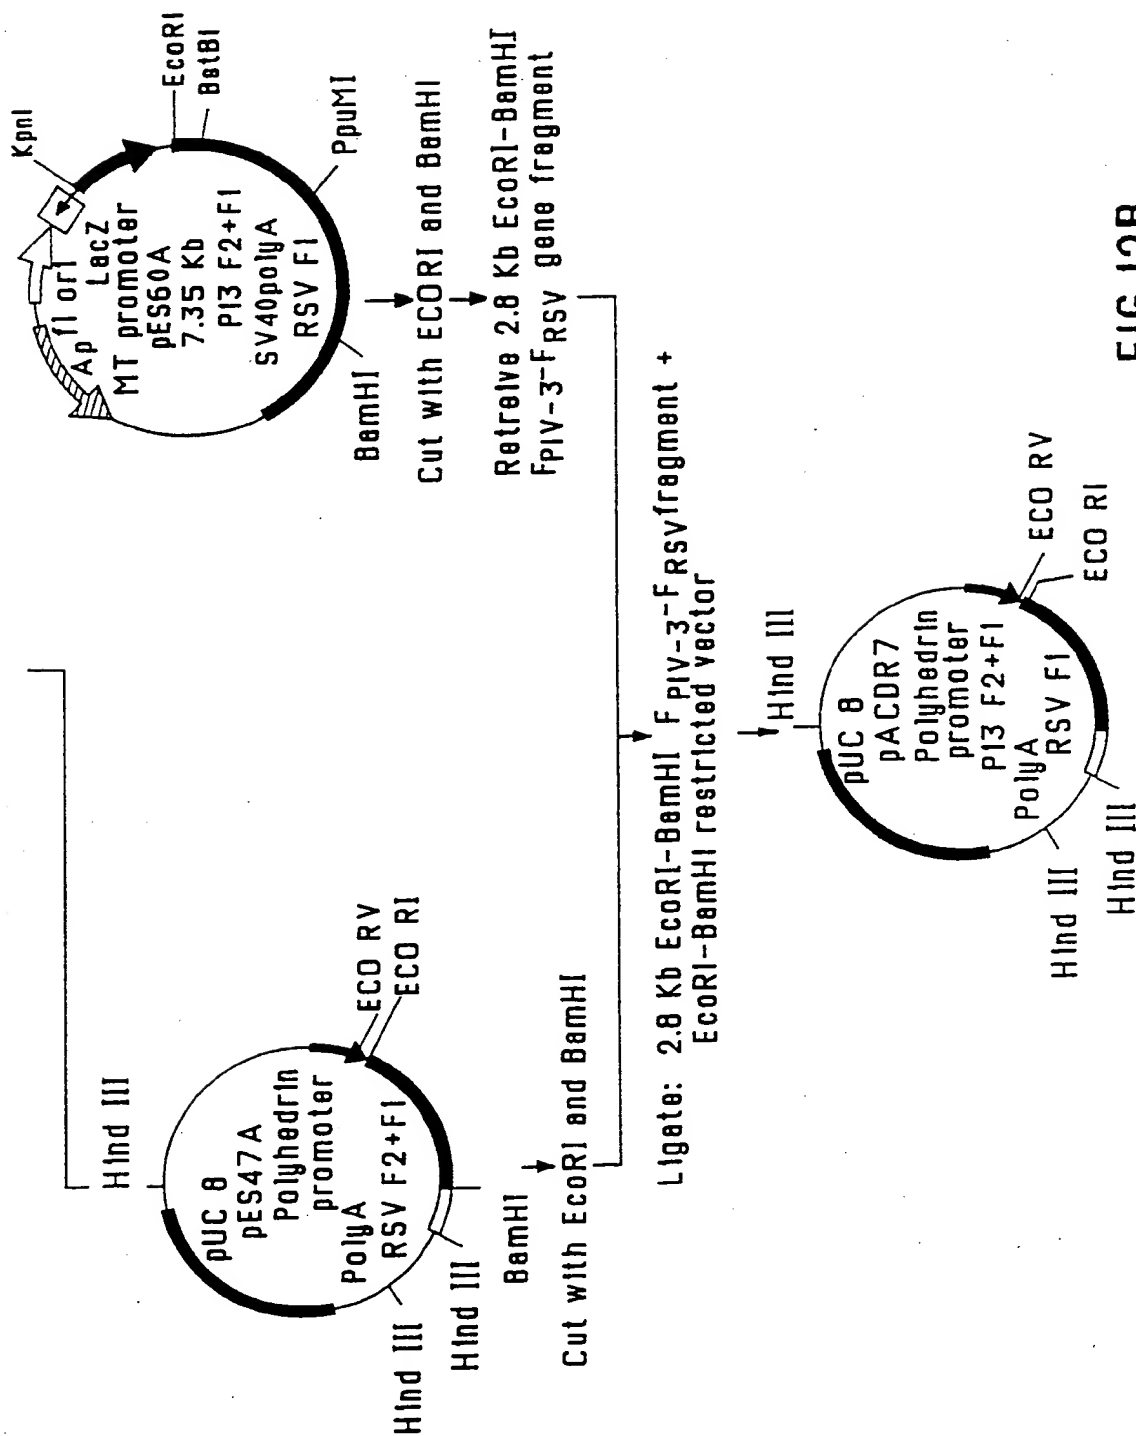 Hind III
pUC 8
pES47A
Polyhedrin
promoter
PolyA
RSV F2+F1
ECO RV
ECO RI
Hind III
Hind III
BamHI
Cut with EcoRI and BamHI
KpnI
EcoRI
BstBI
Ap f1 ori
LacZ
MT promoter
pES60A
7.35 Kb
PI3 F2+F1
SV40polyA
RSV F1
PpuMI
BamHI
Cut with ECORI and BamHI
Retreive 2.8 Kb EcoRI-BamHI
FPIV-3-FRSV gene fragment
Ligate: 2.8 Kb EcoRI-BamHI F PIV-3-FRSV fragment +
EcoRI-BamHI restricted vector
Hind III
pUC 8
pACDR7
Polyhedrin
promoter
PI3 F2+F1
PolyA
RSV F1
ECO RV
ECO RI
Hind III
Hind III
FIG.12B